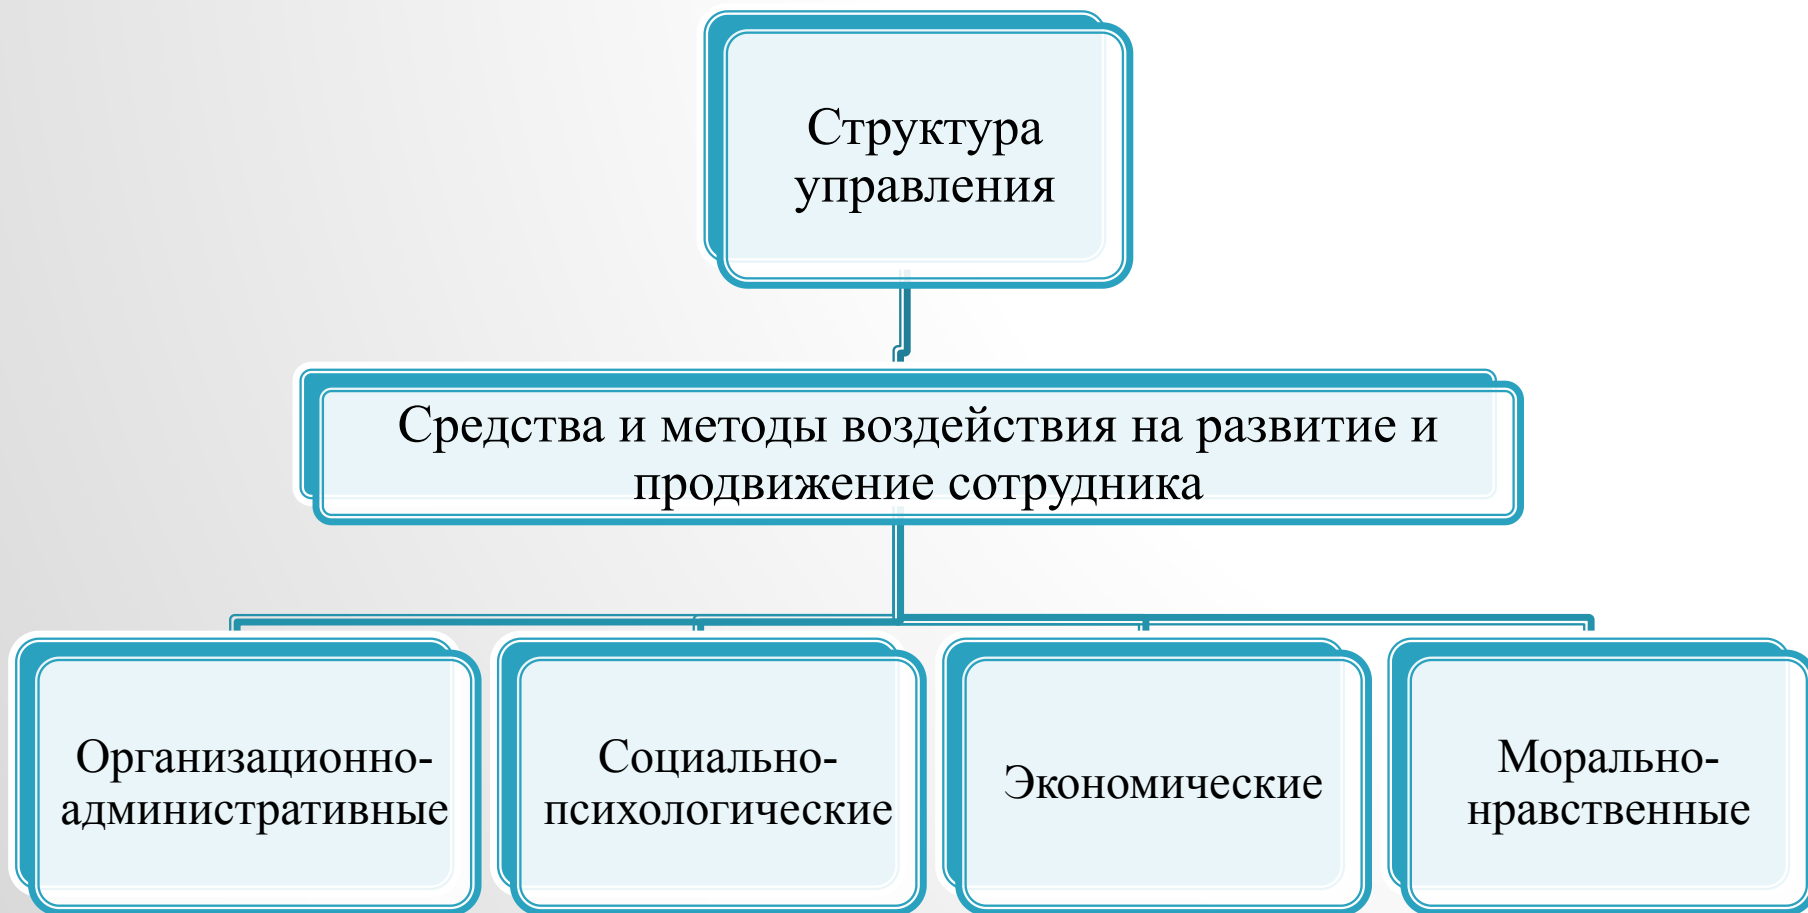 Структура
управления
Средства и методы воздействия на развитие и
продвижение сотрудника
Организационно-
административные
Социально-
психологические
Экономические
Морально-
нравственные